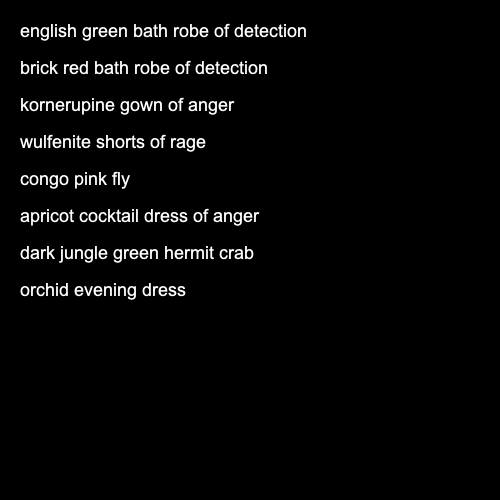 english green bath robe of detection
brick red bath robe of detection
kornerupine gown of anger
wulfenite shorts of rage
congo pink fly
apricot cocktail dress of anger
dark jungle green hermit crab
orchid evening dress